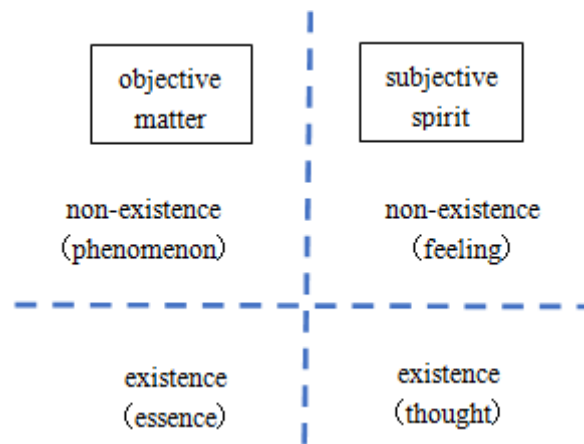 objective
matter
subjective
spirit
non-existence
(phenomenon)
non-existence
(feeling)
existence
(essence)
existence
(thought)